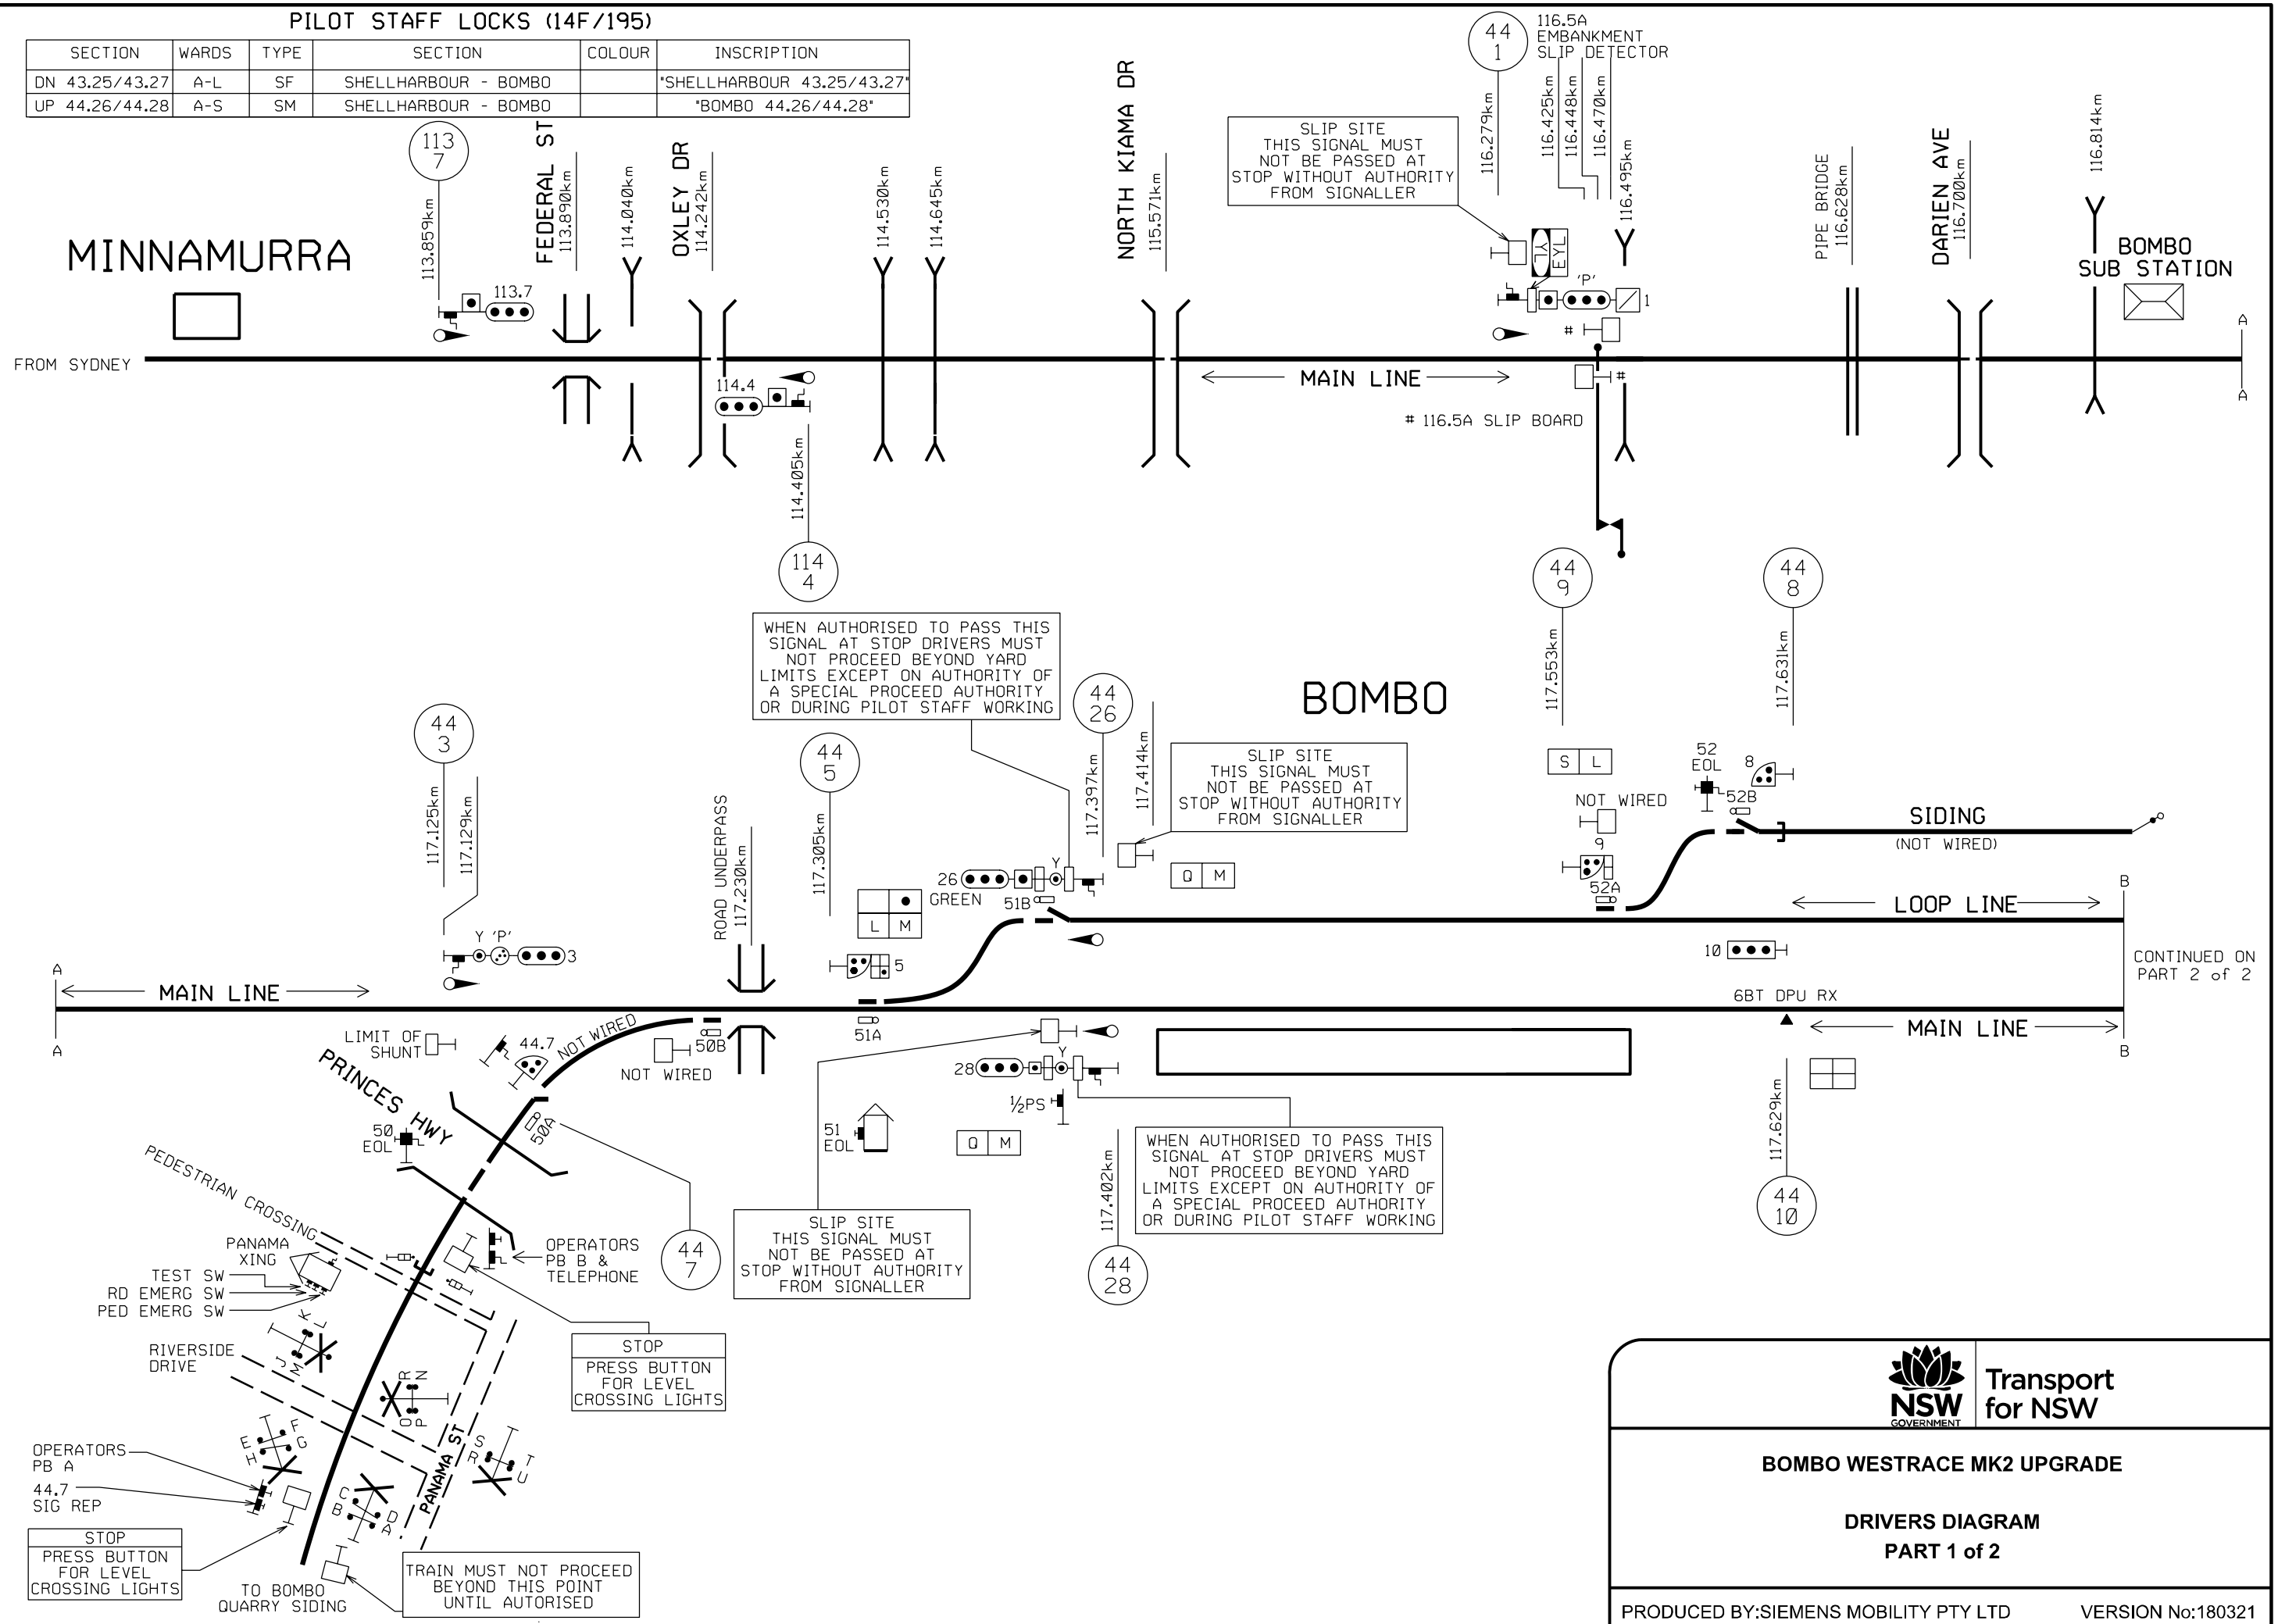 PILOT STAFF LOCKS (14F/195)
SECTION WARDS TYPE SECTION COLOUR INSCRIPTION
DN 43.25/43.27 A-L SF SHELLHARBOUR - BOMBO "SHELLHARBOUR 43.25/43.27"
UP 44.26/44.28 A-S SM SHELLHARBOUR - BOMBO "BOMBO 44.26/44.28"
MINNAMURRA
FROM SYDNEY
113
7
113.859km
113.7
FEDERAL ST
113.890km
114.040km
OXLEY DR
114.242km
114.4
114.405km
114
4
114.530km
114.645km
NORTH KIAMA DR
115.571km
SLIP SITE
THIS SIGNAL MUST
NOT BE PASSED AT
STOP WITHOUT AUTHORITY
FROM SIGNALLER
44
1
116.279km
116.5A
EMBANKMENT
SLIP DETECTOR
116.425km
116.448km
116.470km
116.495km
YL
EYL
'P'
1
#
#
MAIN LINE
# 116.5A SLIP BOARD
PIPE BRIDGE
116.628km
DARIEN AVE
116.700km
116.814km
BOMBO
SUB STATION
A
A
WHEN AUTHORISED TO PASS THIS
SIGNAL AT STOP DRIVERS MUST
NOT PROCEED BEYOND YARD
LIMITS EXCEPT ON AUTHORITY OF
A SPECIAL PROCEED AUTHORITY
OR DURING PILOT STAFF WORKING
BOMBO
44
3
117.125km
117.129km
Y 'P'
3
ROAD UNDERPASS
117.230km
44
5
117.305km
L M
5
26
GREEN
Y
51B
44
26
117.397km
117.414km
SLIP SITE
THIS SIGNAL MUST
NOT BE PASSED AT
STOP WITHOUT AUTHORITY
FROM SIGNALLER
Q M
44
9
117.553km
S L
NOT WIRED
9
52A
52
EOL
52B
8
44
8
117.631km
SIDING
(NOT WIRED)
LOOP LINE
B
10
6BT DPU RX
CONTINUED ON
PART 2 of 2
A
MAIN LINE
A
MAIN LINE
B
LIMIT OF
SHUNT
44.7
NOT WIRED
NOT WIRED
50B
51A
PRINCES HWY
50
EOL
50A
28
Y
½PS
51
EOL
Q M
117.402km
44
28
WHEN AUTHORISED TO PASS THIS
SIGNAL AT STOP DRIVERS MUST
NOT PROCEED BEYOND YARD
LIMITS EXCEPT ON AUTHORITY OF
A SPECIAL PROCEED AUTHORITY
OR DURING PILOT STAFF WORKING
117.629km
44
10
PEDESTRIAN CROSSING
PANAMA
XING
TEST SW
RD EMERG SW
PED EMERG SW
OPERATORS
PB B &
TELEPHONE
44
7
SLIP SITE
THIS SIGNAL MUST
NOT BE PASSED AT
STOP WITHOUT AUTHORITY
FROM SIGNALLER
STOP
PRESS BUTTON
FOR LEVEL
CROSSING LIGHTS
K L
J M
RIVERSIDE
DRIVE
R N
O P
E F
H G
S T
R U
PANAMA ST
OPERATORS
PB A
44.7
SIG REP
C D
B A
STOP
PRESS BUTTON
FOR LEVEL
CROSSING LIGHTS
TO BOMBO
QUARRY SIDING
TRAIN MUST NOT PROCEED
BEYOND THIS POINT
UNTIL AUTORISED
NSW
GOVERNMENT
Transport
for NSW
BOMBO WESTRACE MK2 UPGRADE
DRIVERS DIAGRAM
PART 1 of 2
PRODUCED BY:SIEMENS MOBILITY PTY LTD VERSION No:180321